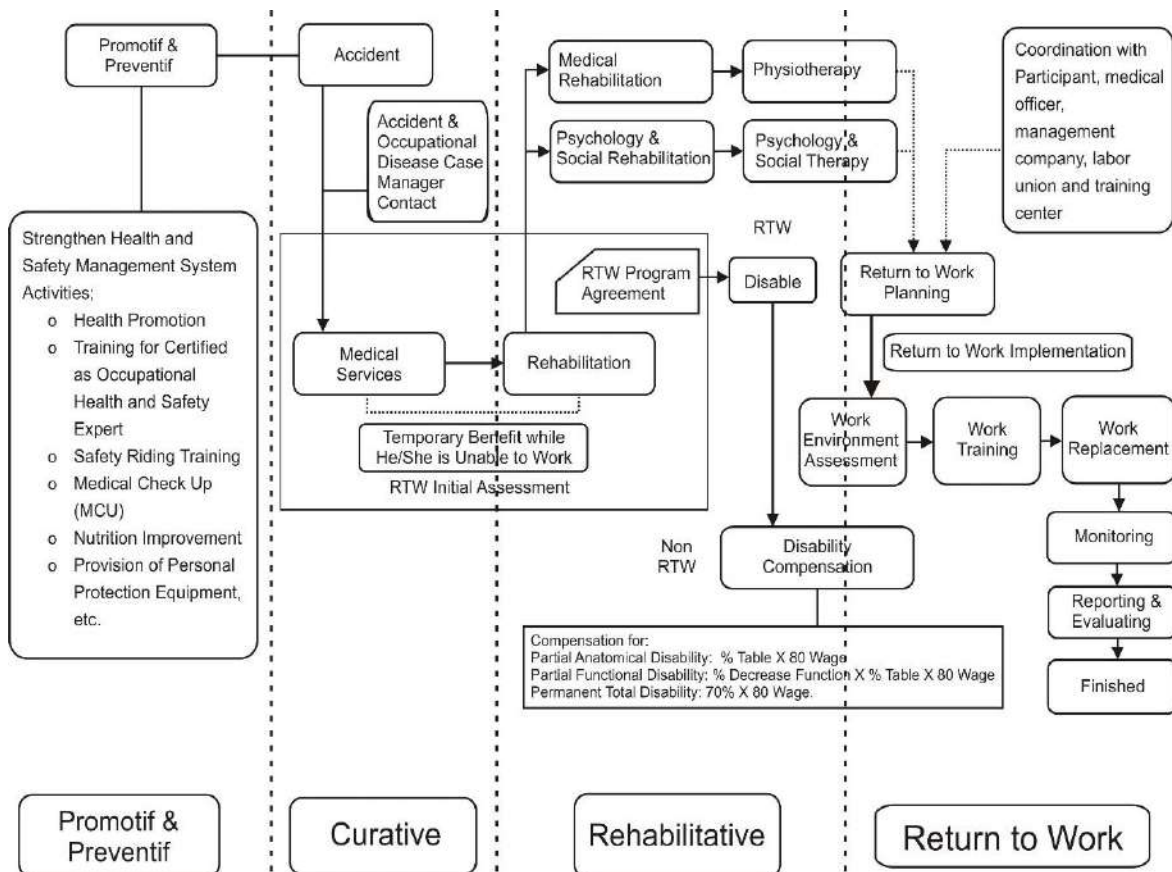 Promotif &
Preventif
Accident
Accident &
Occupational
Disease Case
Manager
Contact
Strengthen Health and
Safety Management System
Activities;
o Health Promotion
o Training for Certified
as Occupational
Health and Safety
Expert
o Safety Riding Training
o Medical Check Up
(MCU)
o Nutrition Improvement
o Provision of Personal
Protection Equipment,
etc.
Medical
Services
Rehabilitation
Temporary Benefit while
He/She is Unable to Work
RTW Initial Assessment
RTW Program
Agreement
Medical
Rehabilitation
Physiotherapy
Psychology &
Social Rehabilitation
Psychology &
Social Therapy
RTW
Disable
Non
RTW
Disability
Compensation
Compensation for:
Partial Anatomical Disability: % Table X 80 Wage
Partial Functional Disability: % Decrease Function X % Table X 80 Wage
Permanent Total Disability: 70% X 80 Wage.
Coordination with
Participant, medical
officer,
management
company, labor
union and training
center
Return to Work
Planning
Return to Work Implementation
Work
Environment
Assessment
Work
Training
Work
Replacement
Monitoring
Reporting &
Evaluating
Finished
Promotif &
Preventif
Curative
Rehabilitative
Return to Work